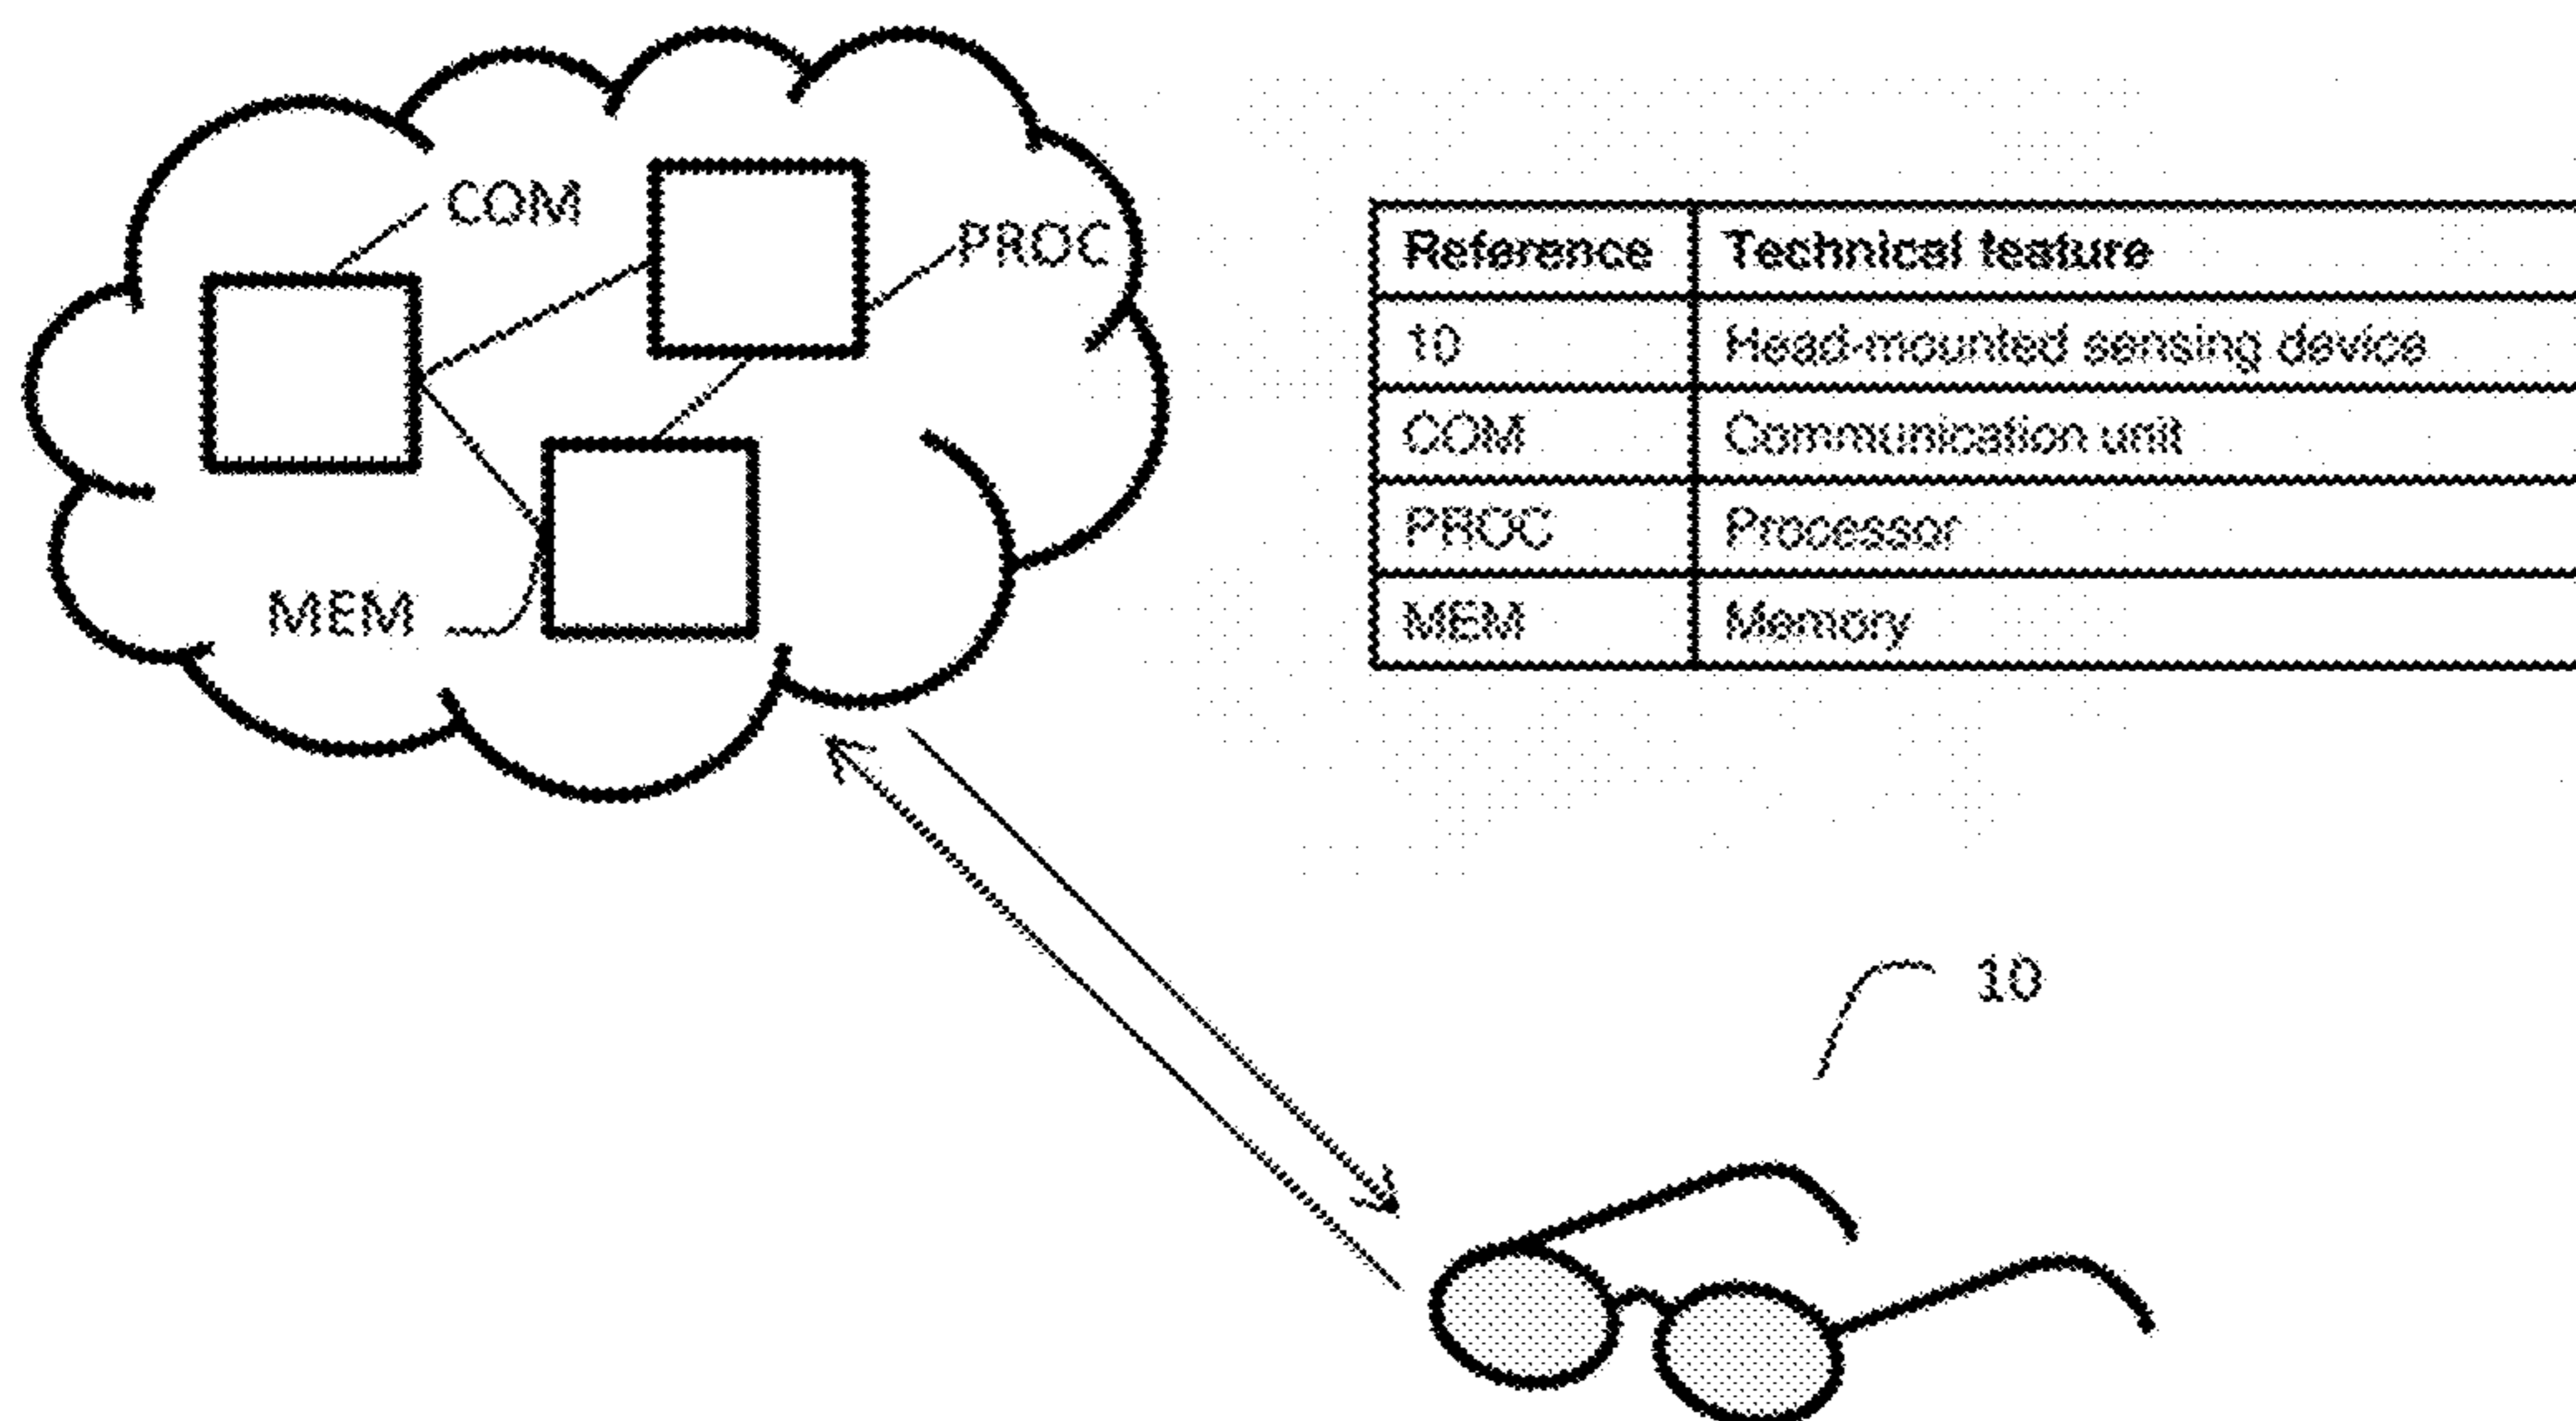 COM
PROC
MEM
Reference Technical feature
10 Head-mounted sensing device
COM Communication unit
PROC Processor
MEM Memory
10